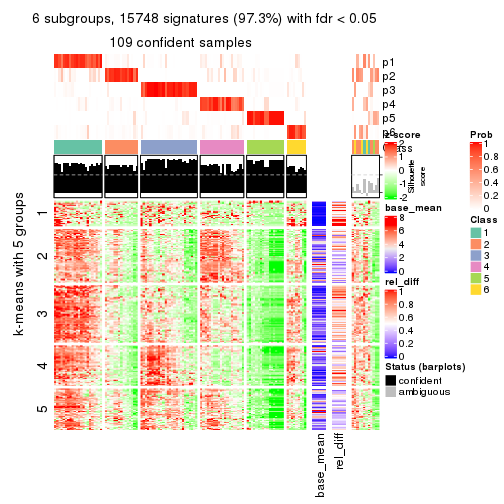 6 subgroups, 15748 signatures (97.3%) with fdr < 0.05
109 confident samples
p1
p2
p3
p4
p5
p6
z-score
2
0
-2
Class
Silhouette
score
k-means with 5 groups
1
2
3
4
5
base_mean
8
6
4
2
0
rel_diff
1
0.8
0.6
0.4
0.2
0
Status (barplots)
confident
ambiguous
Prob
1
0.8
0.6
0.4
0.2
0
Class
1
2
3
4
5
6
base_mean
rel_diff